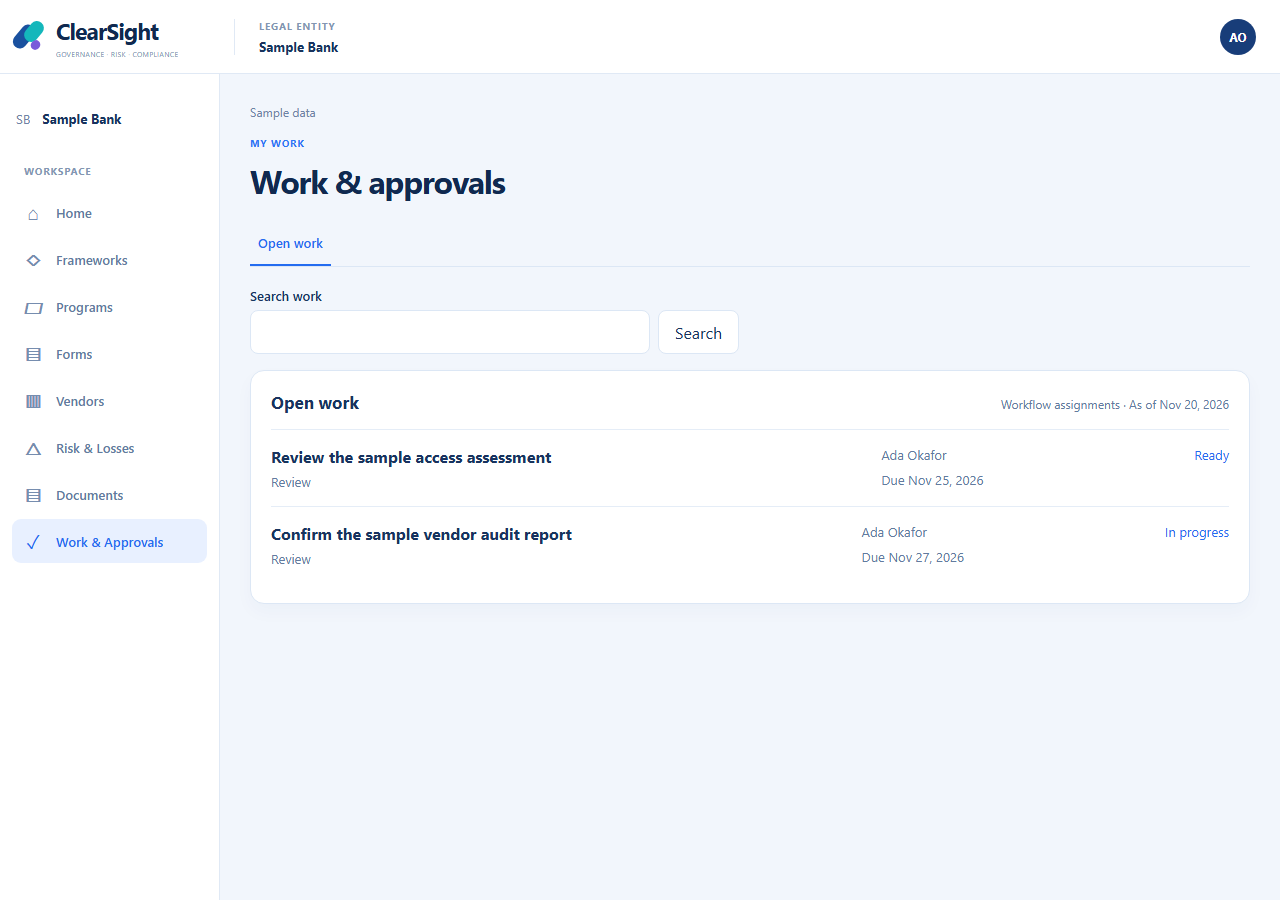 ClearSight
GOVERNANCE · RISK · COMPLIANCE
LEGAL ENTITY
Sample Bank
AO
SB Sample Bank
WORKSPACE
Home
Frameworks
Programs
Forms
Vendors
Risk & Losses
Documents
Work & Approvals
Sample data
MY WORK
Work & approvals
Open work
Search work
Search
Open work
Workflow assignments · As of Nov 20, 2026
Review the sample access assessment
Review
Ada Okafor
Due Nov 25, 2026
Ready
Confirm the sample vendor audit report
Review
Ada Okafor
Due Nov 27, 2026
In progress